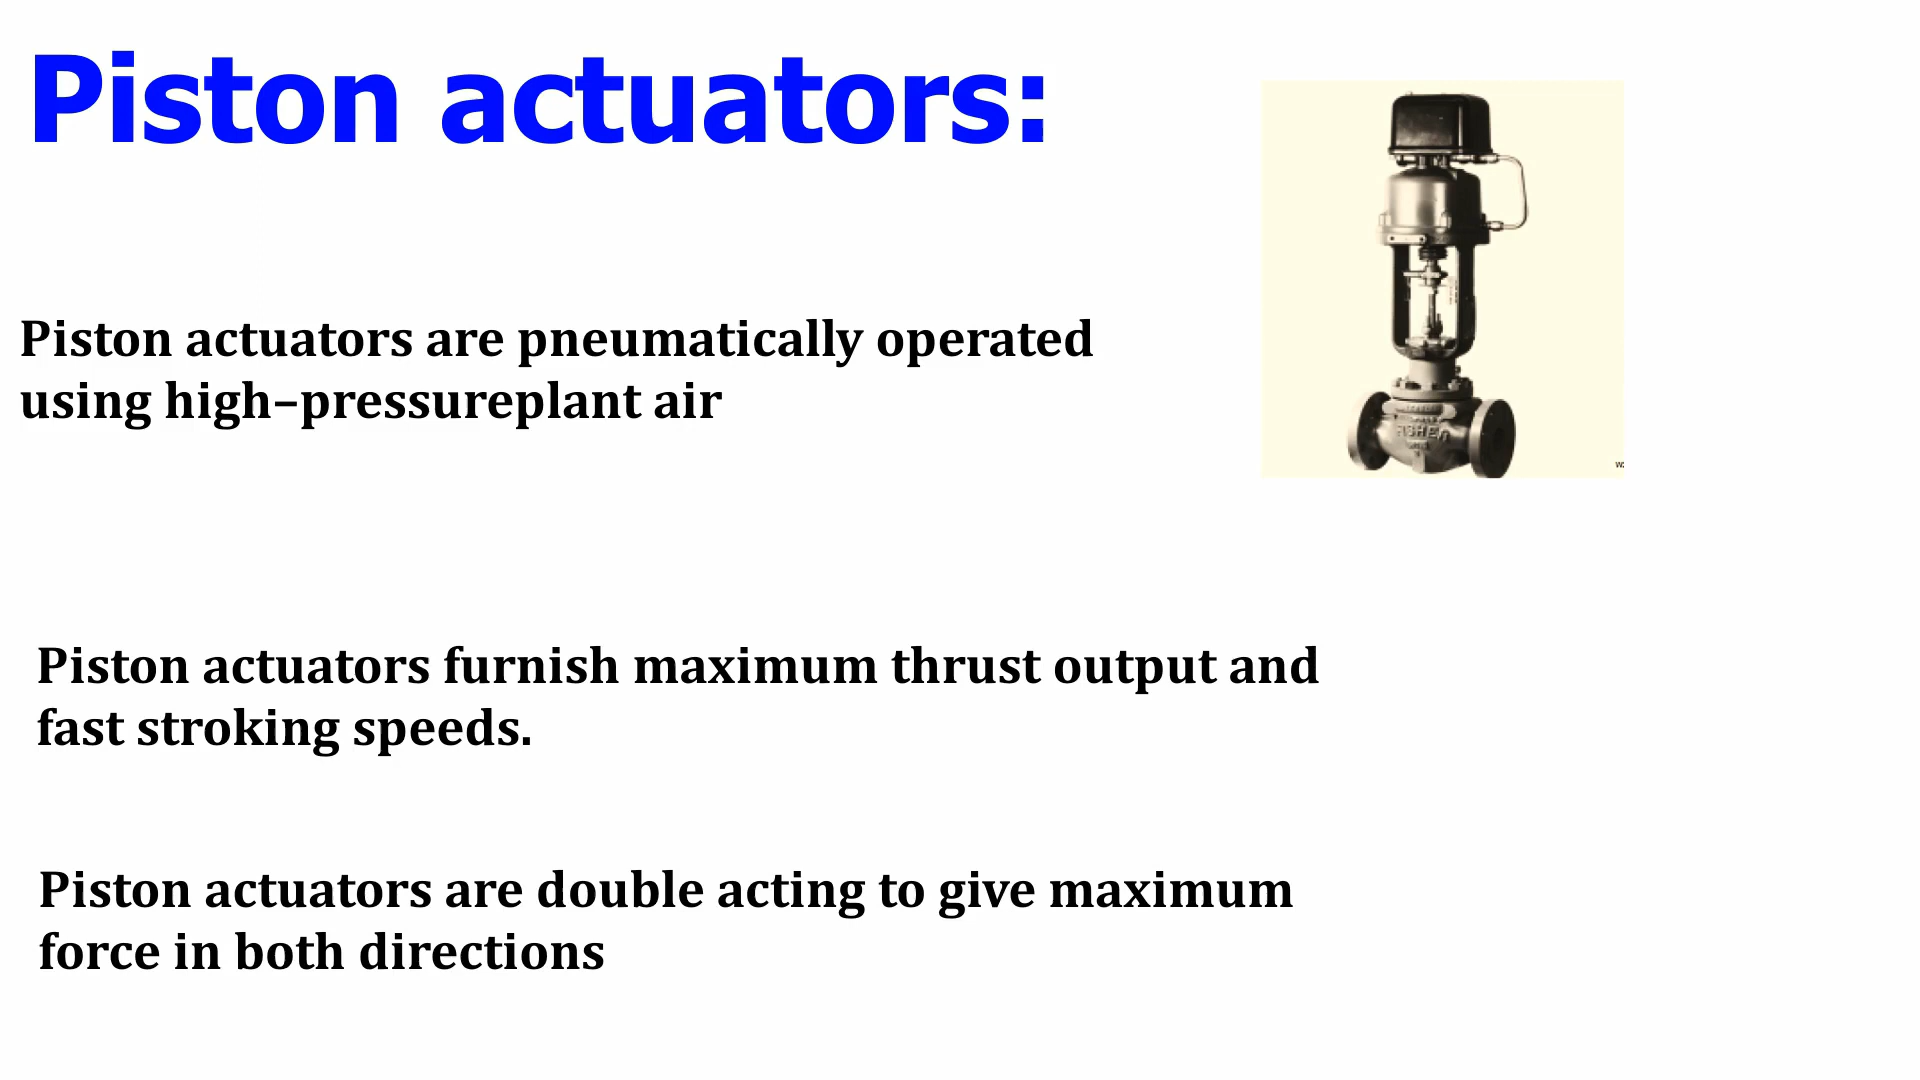 Piston actuators:
Piston actuators are pneumatically operated
using high–pressureplant air
Piston actuators furnish maximum thrust output and
fast stroking speeds.
Piston actuators are double acting to give maximum
force in both directions